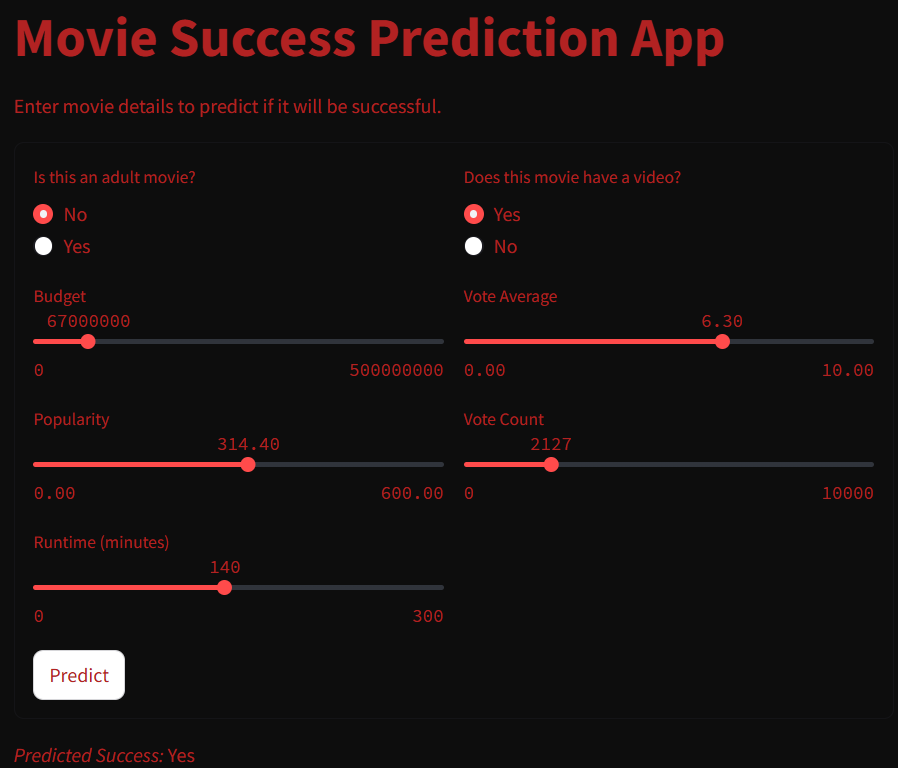 Movie Success Prediction App
Enter movie details to predict if it will be successful.
Is this an adult movie?
No
Yes
Budget
67000000
0 500000000
Popularity
314.40
0.00 600.00
Runtime (minutes)
140
0 300
Does this movie have a video?
Yes
No
Vote Average
6.30
0.00 10.00
Vote Count
2127
0 10000
Predict
Predicted Success: Yes